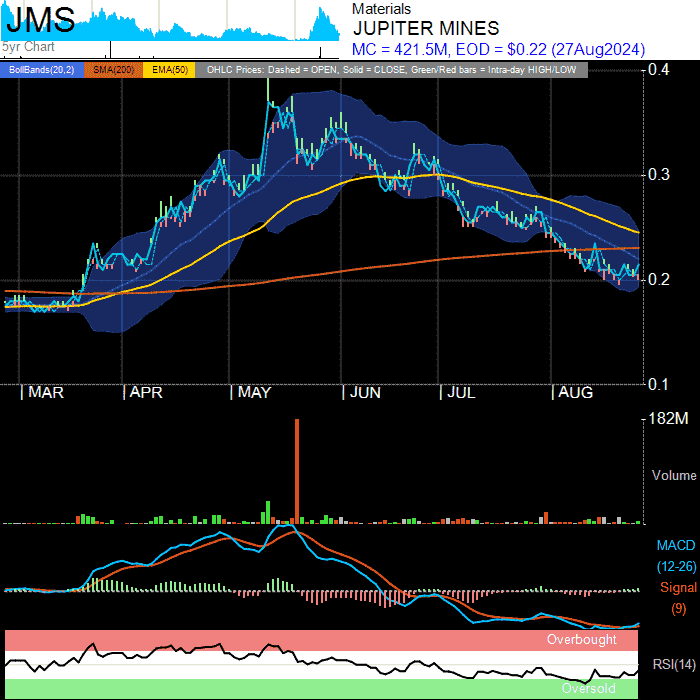 JMS
5yr Chart
Materials
JUPITER MINES
MC = 421.5M, EOD = $0.22 (27Aug2024)
BollBands(20,2) SMA(200) EMA(50) OHLC Prices: Dashed = OPEN, Solid = CLOSE, Green/Red bars = Intra-day HIGH/LOW
0.4
0.3
0.2
0.1
| MAR | APR | MAY | JUN | JUL | AUG
182M
Volume
MACD
(12-26)
Signal
(9)
Overbought
RSI(14)
Oversold